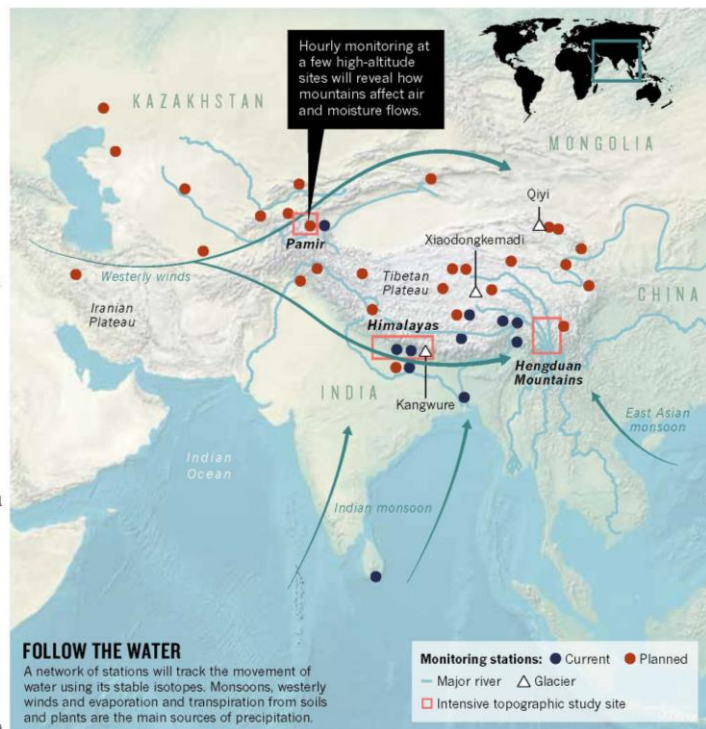 Hourly monitoring at
a few high-altitude
sites will reveal how
mountains affect air
and moisture flows.
KAZAKHSTAN
MONGOLIA
Qiyi
Xiaodongkemadi
Pamir
Westerly winds
Tibetan
Plateau
Iranian
Plateau
CHINA
Himalayas
Hengduan
Mountains
INDIA
Kangwure
East Asian
monsoon
Indian
Ocean
Indian monsoon
FOLLOW THE WATER
A network of stations will track the movement of
water using its stable isotopes. Monsoons, westerly
winds and evaporation and transpiration from soils
and plants are the main sources of precipitation.
Monitoring stations: Current Planned
Major river Glacier
Intensive topographic study site